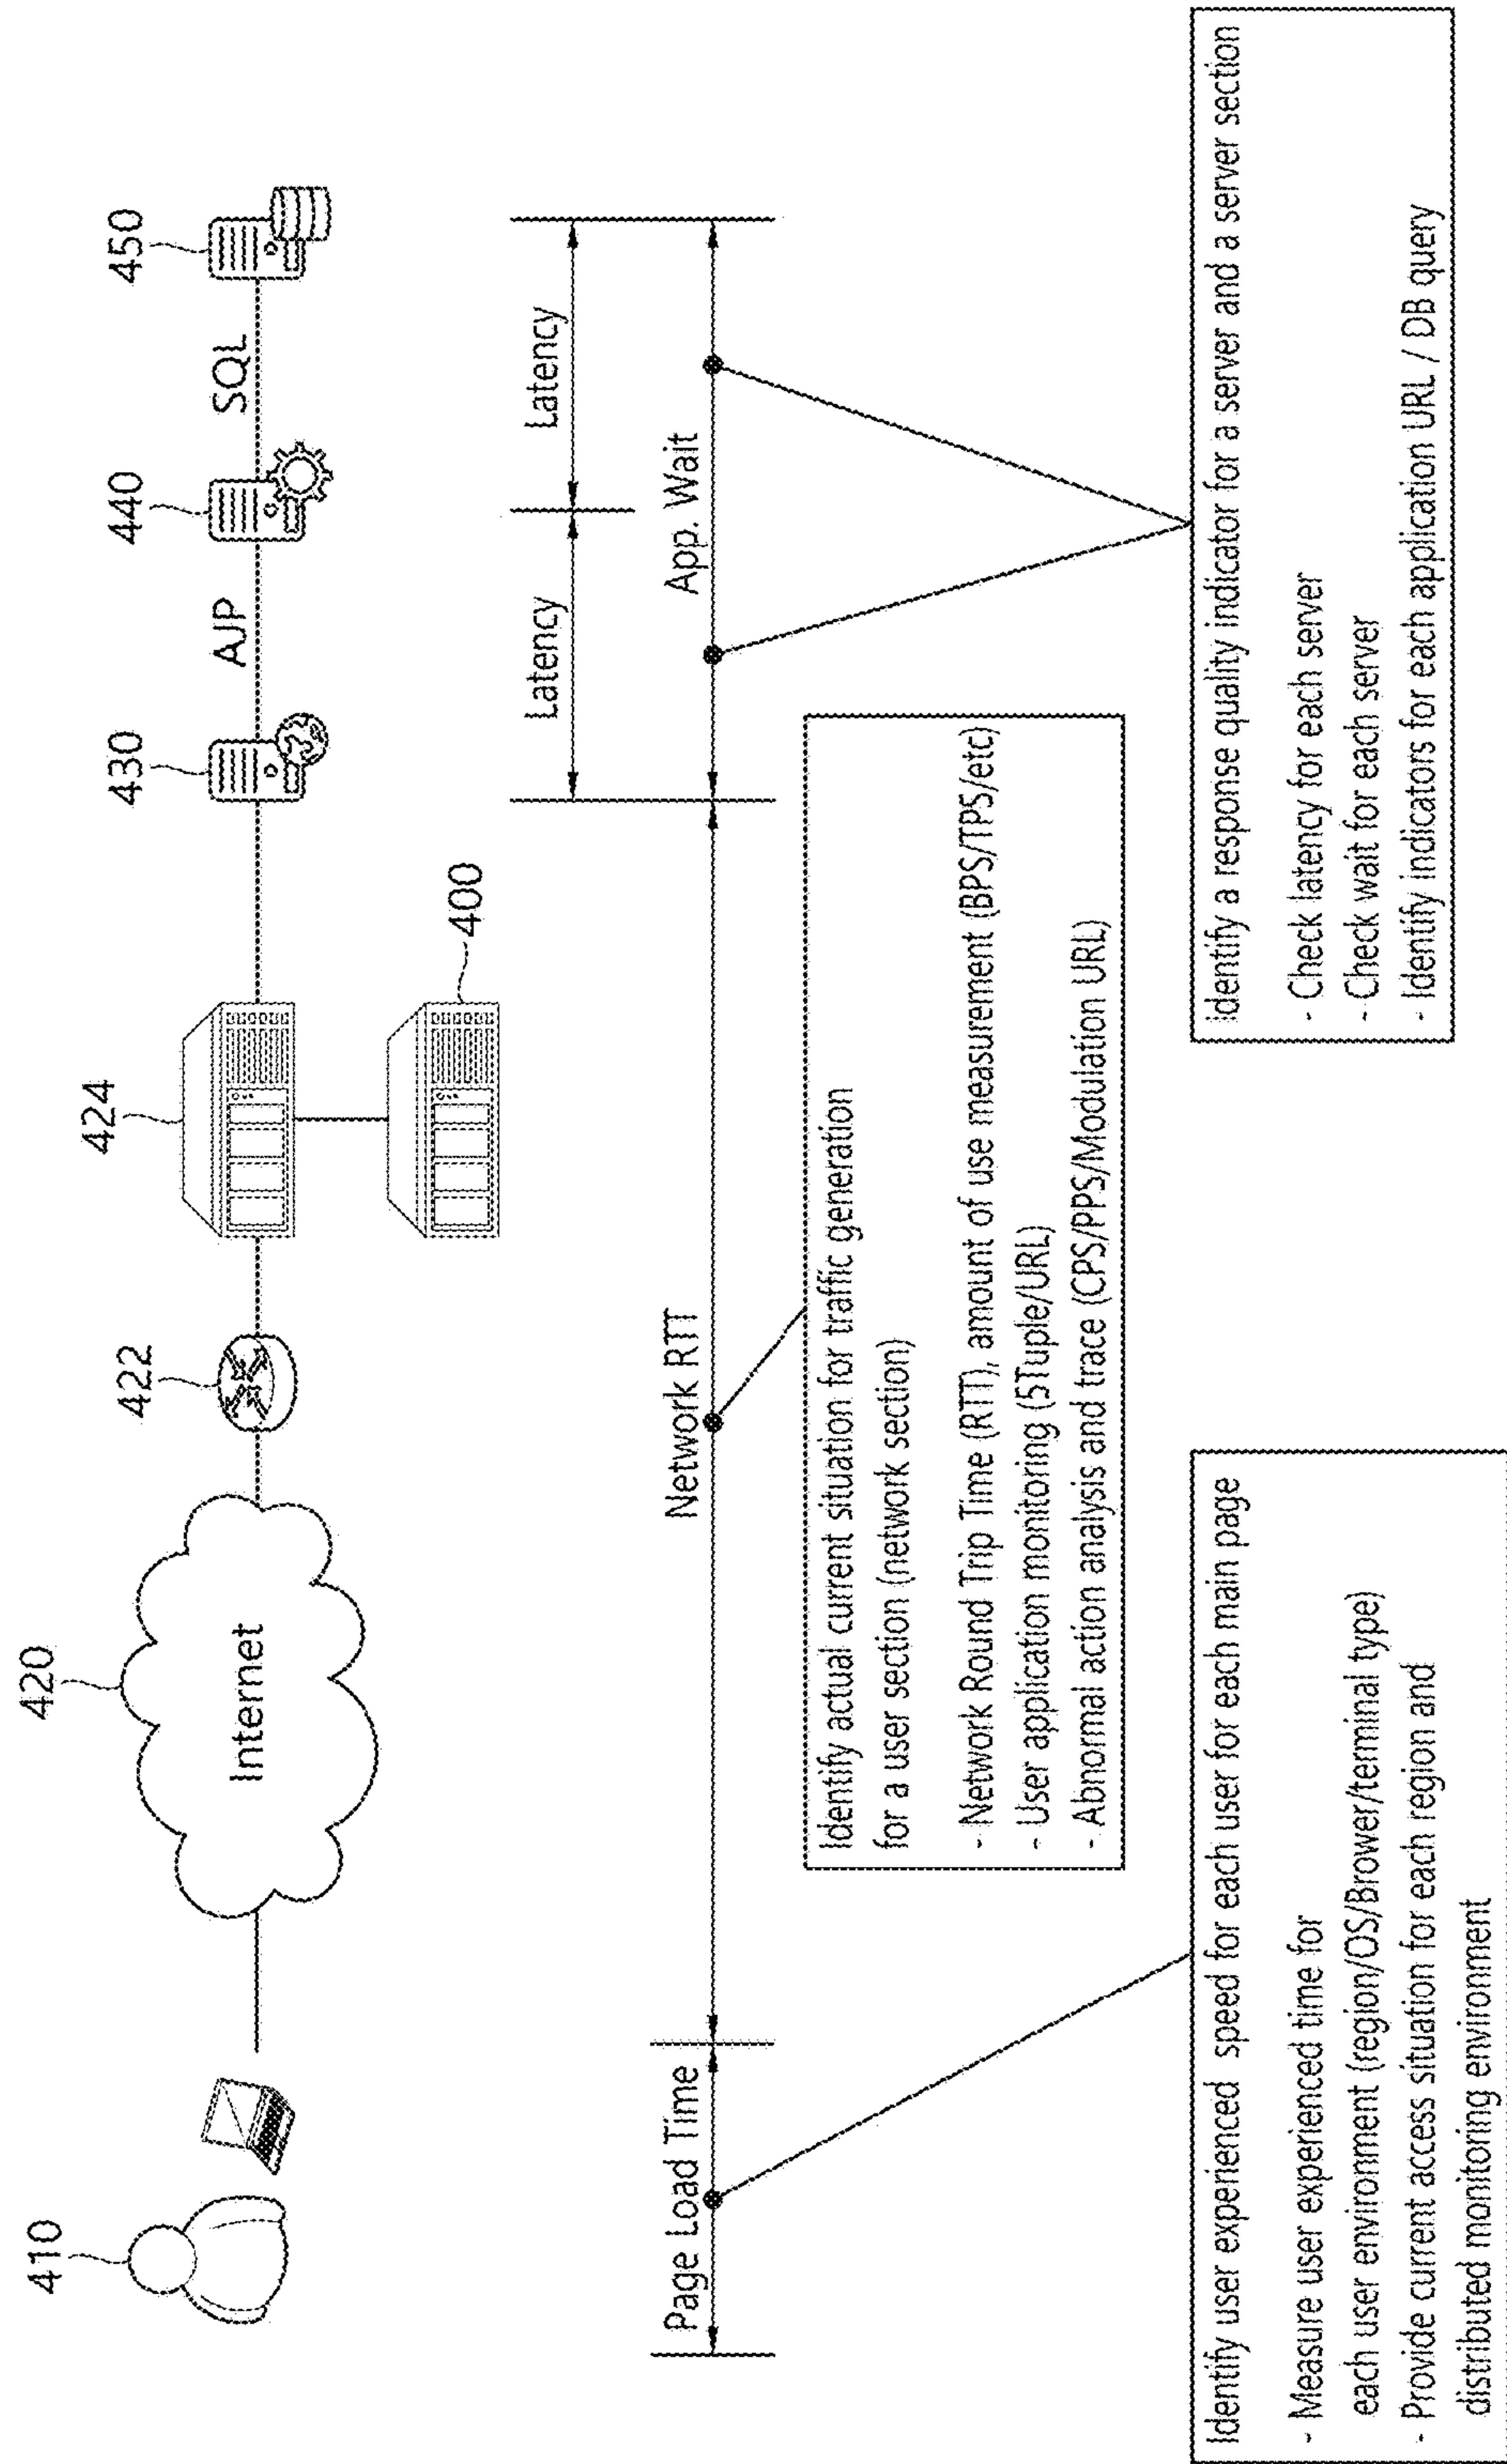 410
420
Internet
422
424
400
430
AJP
440
SQL
450
Page Load Time
Network RTT
Latency
Latency
App. Wait
Identify actual current situation for traffic generation
for a user section (network section)
- Network Round Trip Time (RTT), amount of use measurement (BPS/TPS/etc)
- User application monitoring (5Tuple/URL)
- Abnormal action analysis and trace (CPS/PPS/Modulation URL)
Identify user experienced speed for each user for each main page
- Measure user experienced time for
each user environment (region/OS/Brower/terminal type)
- Provide current access situation for each region and
distributed monitoring environment
Identify a response quality indicator for a server and a server section
- Check latency for each server
- Check wait for each server
- Identify indicators for each application URL / DB query